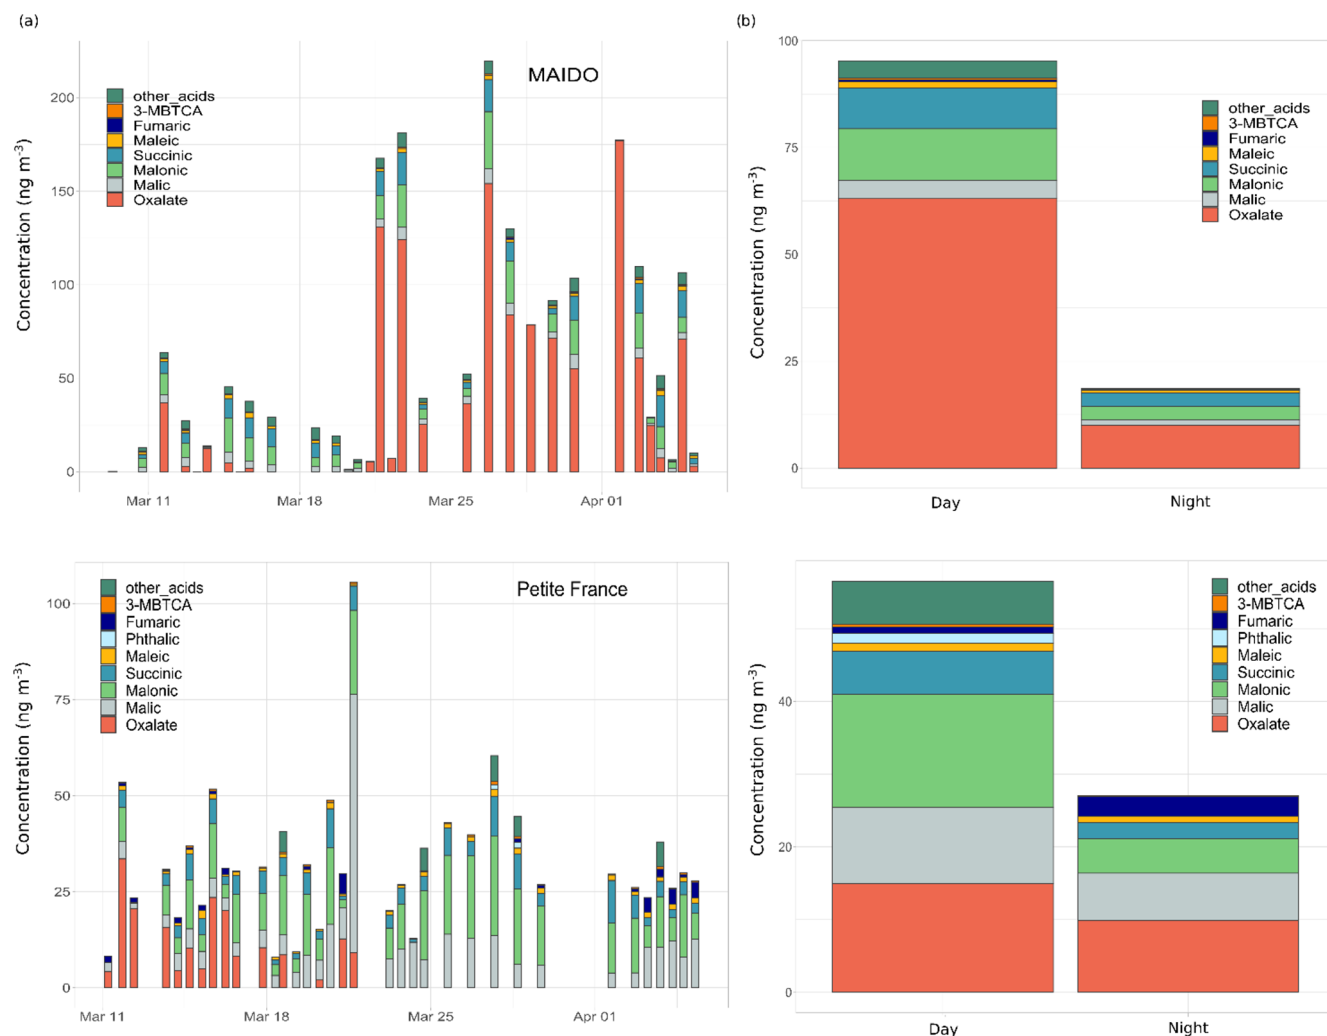 (a)
MAIDO
Concentration (ng m⁻³)
200
150
100
50
0
other_acids
3-MBTCA
Fumaric
Maleic
Succinic
Malonic
Malic
Oxalate
Mar 11
Mar 18
Mar 25
Apr 01
(b)
Concentration (ng m⁻³)
100
75
50
25
0
other_acids
3-MBTCA
Fumaric
Maleic
Succinic
Malonic
Malic
Oxalate
Day
Night
Petite France
Concentration (ng m⁻³)
100
75
50
25
0
other_acids
3-MBTCA
Fumaric
Phthalic
Maleic
Succinic
Malonic
Malic
Oxalate
Mar 11
Mar 18
Mar 25
Apr 01
Concentration (ng m⁻³)
40
20
0
other_acids
3-MBTCA
Fumaric
Phthalic
Maleic
Succinic
Malonic
Malic
Oxalate
Day
Night